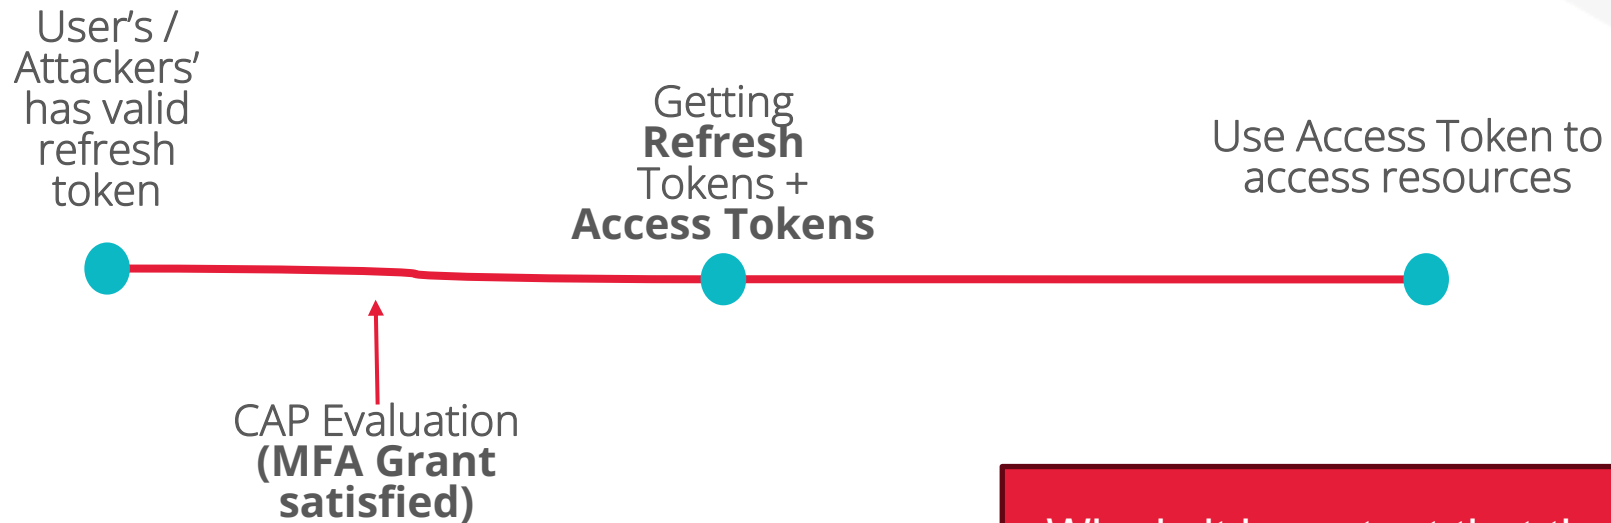 User's /
Attackers'
has valid
refresh
token
Getting
Refresh
Tokens +
Access Tokens
Use Access Token to
access resources
CAP Evaluation
(MFA Grant
satisfied)